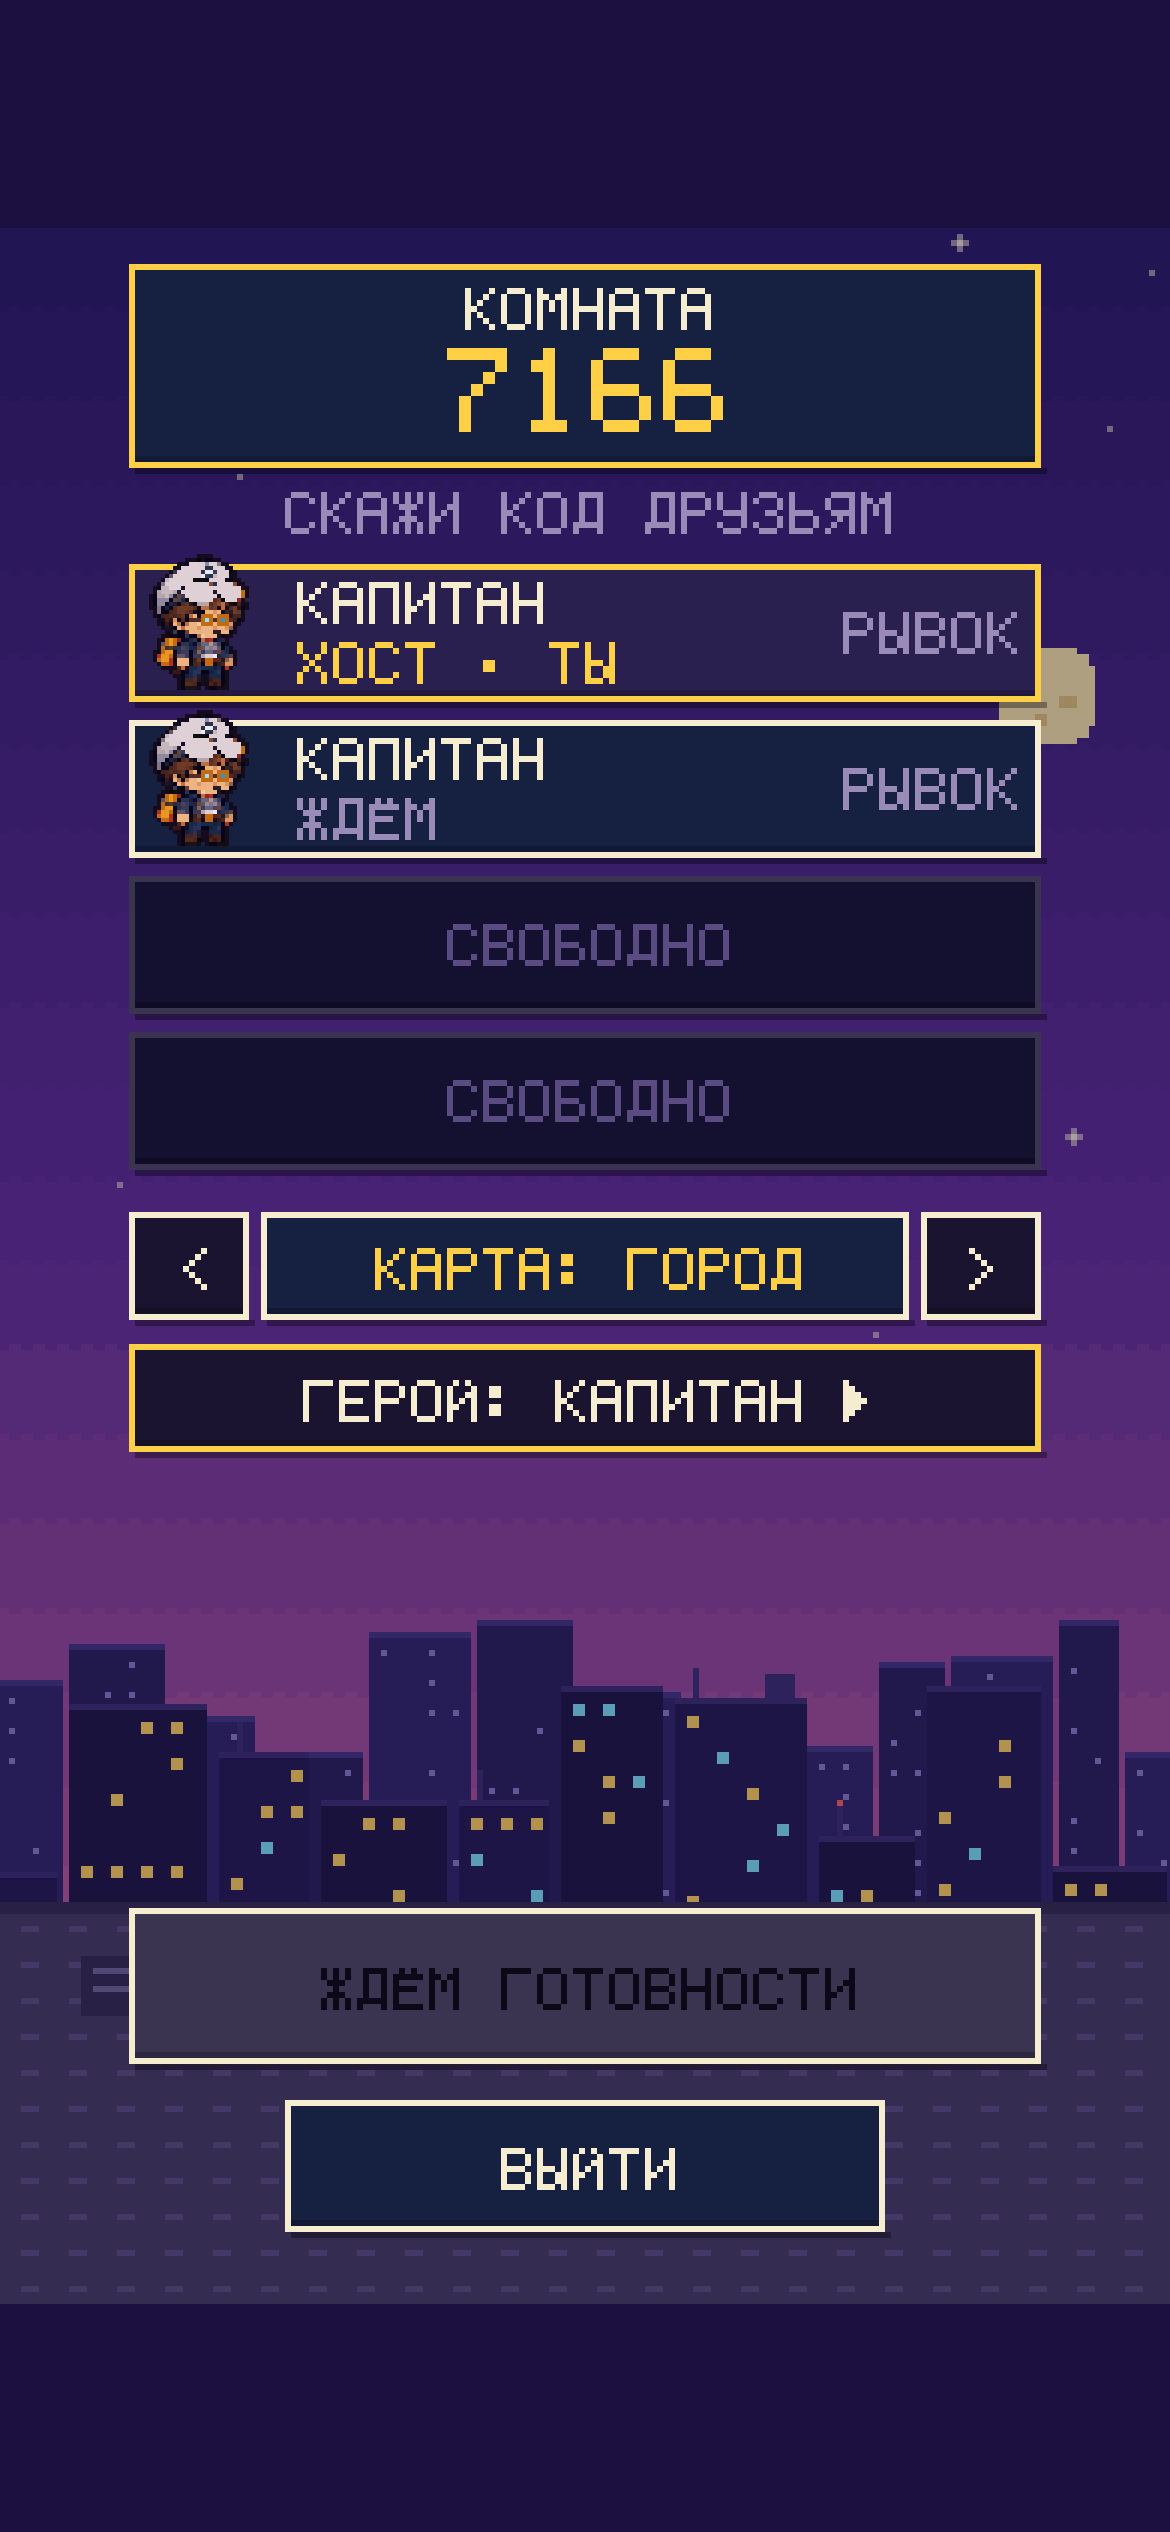 КОМНАТА
7166
СКАЖИ КОД ДРУЗЬЯМ
КАПИТАН
ХОСТ · ТЫ
РЫВОК
КАПИТАН
ЖДЁМ
РЫВОК
СВОБОДНО
СВОБОДНО
< КАРТА: ГОРОД >
ГЕРОЙ: КАПИТАН ▶
ЖДЁМ ГОТОВНОСТИ
ВЫЙТИ